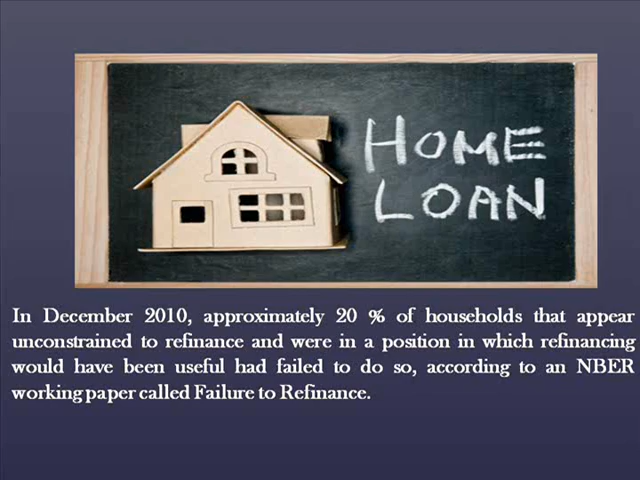 HOME
LOAN
In December 2010, approximately 20 % of households that appear
unconstrained to refinance and were in a position in which refinancing
would have been useful had failed to do so, according to an NBER
working paper called Failure to Refinance.